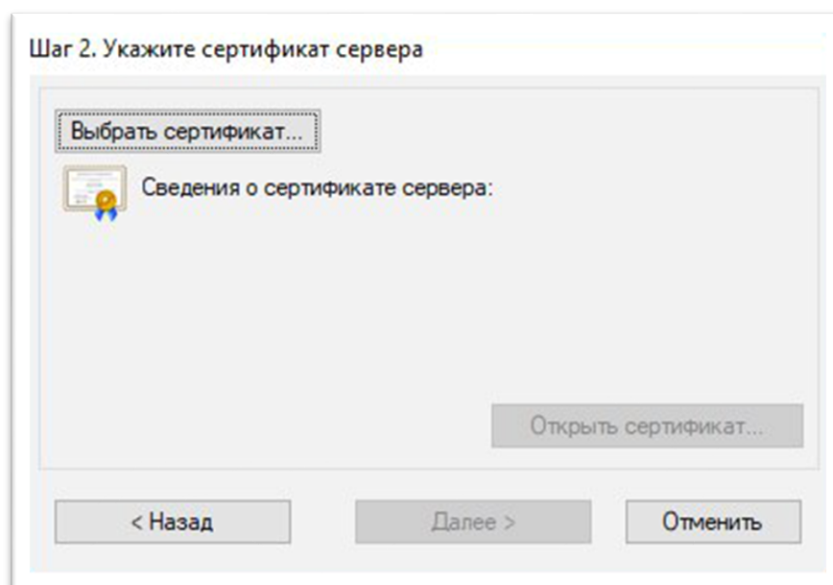 Шаг 2. Укажите сертификат сервера
Выбрать сертификат...
Сведения о сертификате сервера:
Открыть сертификат...
< Назад
Далее >
Отменить